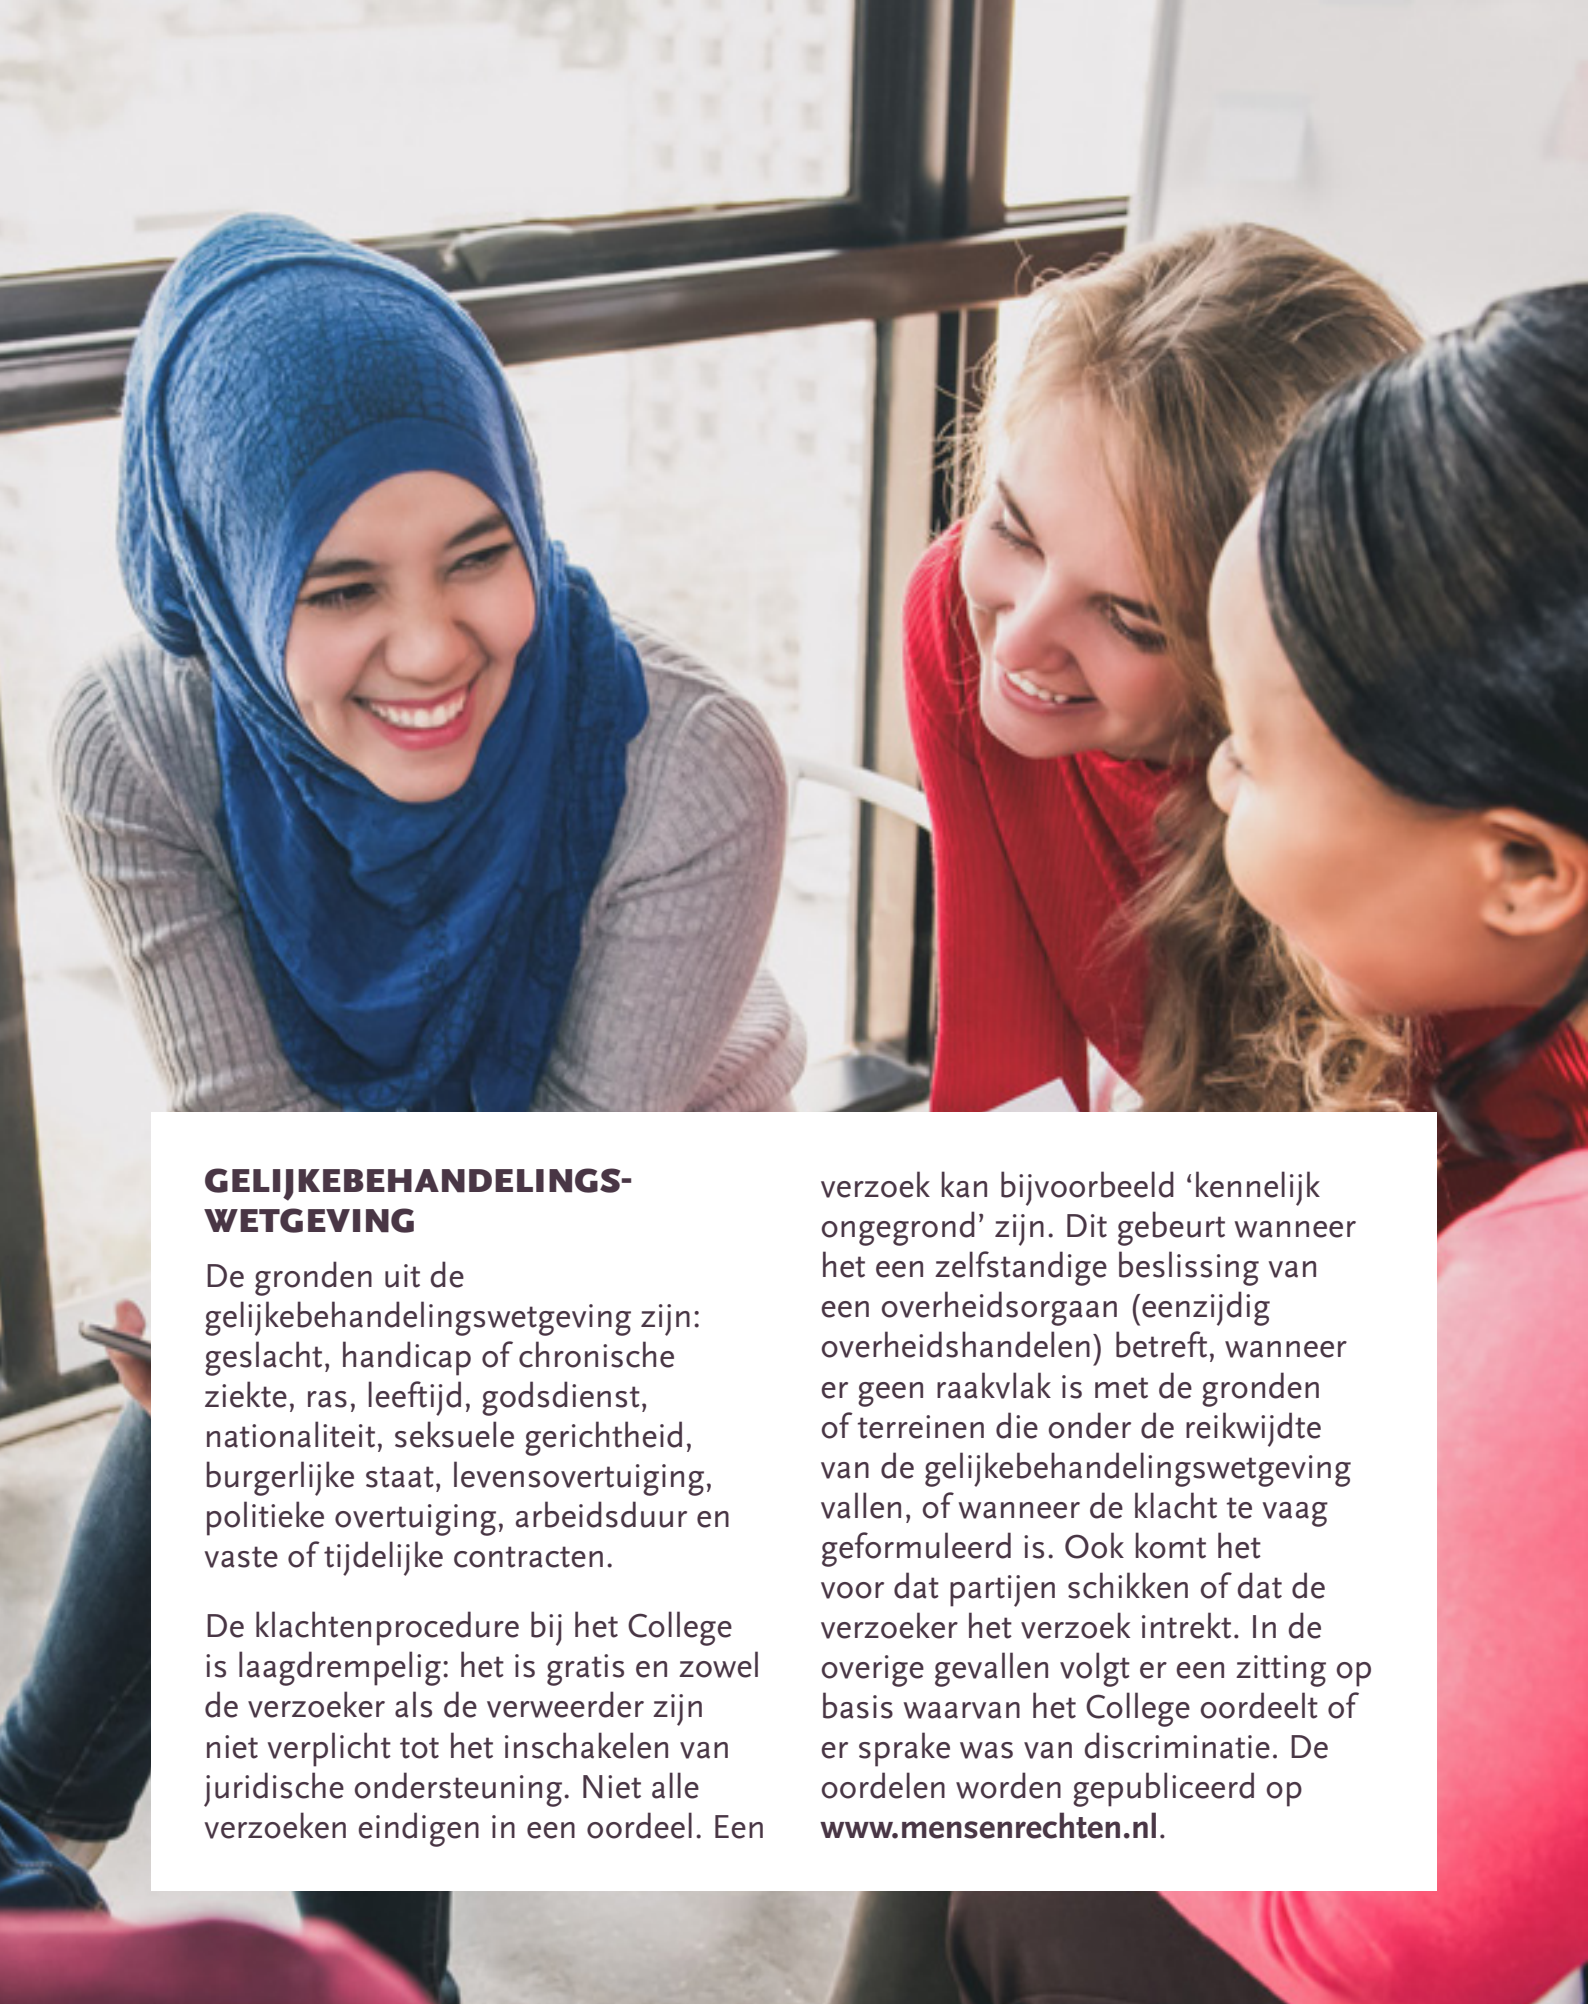 GELIJKEBEHANDELINGS-
WETGEVING
De gronden uit de
gelijkebehandelingswetgeving zijn:
geslacht, handicap of chronische
ziekte, ras, leeftijd, godsdienst,
nationaliteit, seksuele gerichtheid,
burgerlijke staat, levensovertuiging,
politieke overtuiging, arbeidsduur en
vaste of tijdelijke contracten.
De klachtenprocedure bij het College
is laagdrempelig: het is gratis en zowel
de verzoeker als de verweerder zijn
niet verplicht tot het inschakelen van
juridische ondersteuning. Niet alle
verzoeken eindigen in een oordeel. Een
verzoek kan bijvoorbeeld ‘kennelijk
ongegrond’ zijn. Dit gebeurt wanneer
het een zelfstandige beslissing van
een overheidsorgaan (eenzijdig
overheidshandelen) betreft, wanneer
er geen raakvlak is met de gronden
of terreinen die onder de reikwijdte
van de gelijkebehandelingswetgeving
vallen, of wanneer de klacht te vaag
geformuleerd is. Ook komt het
voor dat partijen schikken of dat de
verzoeker het verzoek intrekt. In de
overige gevallen volgt er een zitting op
basis waarvan het College oordeelt of
er sprake was van discriminatie. De
oordelen worden gepubliceerd op
www.mensenrechten.nl.